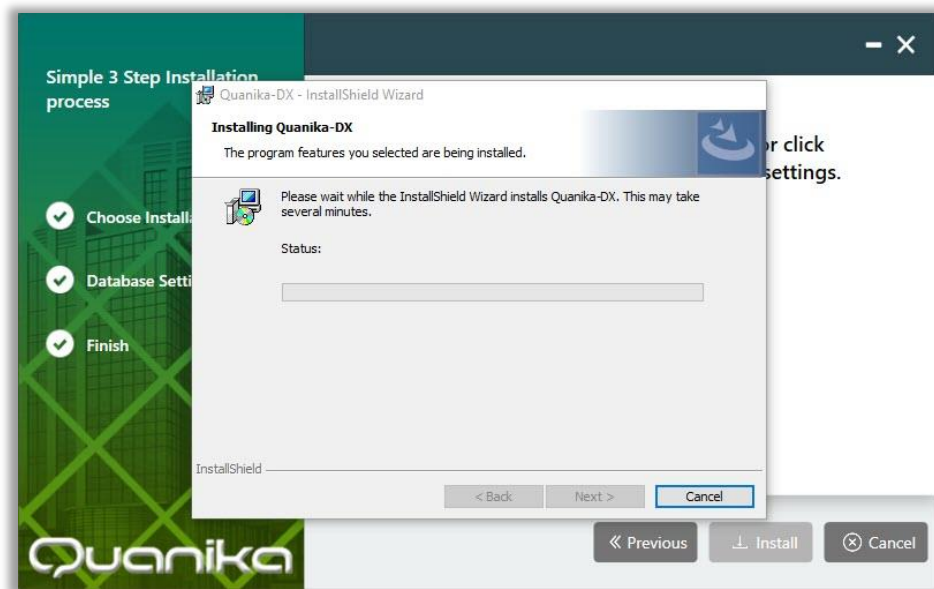 Simple 3 Step Installation
process
Quanika-DX - InstallShield Wizard
Installing Quanika-DX
The program features you selected are being installed.
or click
settings.
Please wait while the InstallShield Wizard installs Quanika-DX. This may take
several minutes.
Status:
Choose Install
Database Setti
Finish
InstallShield
< Back
Next >
Cancel
Previous
Install
Cancel
Quanika